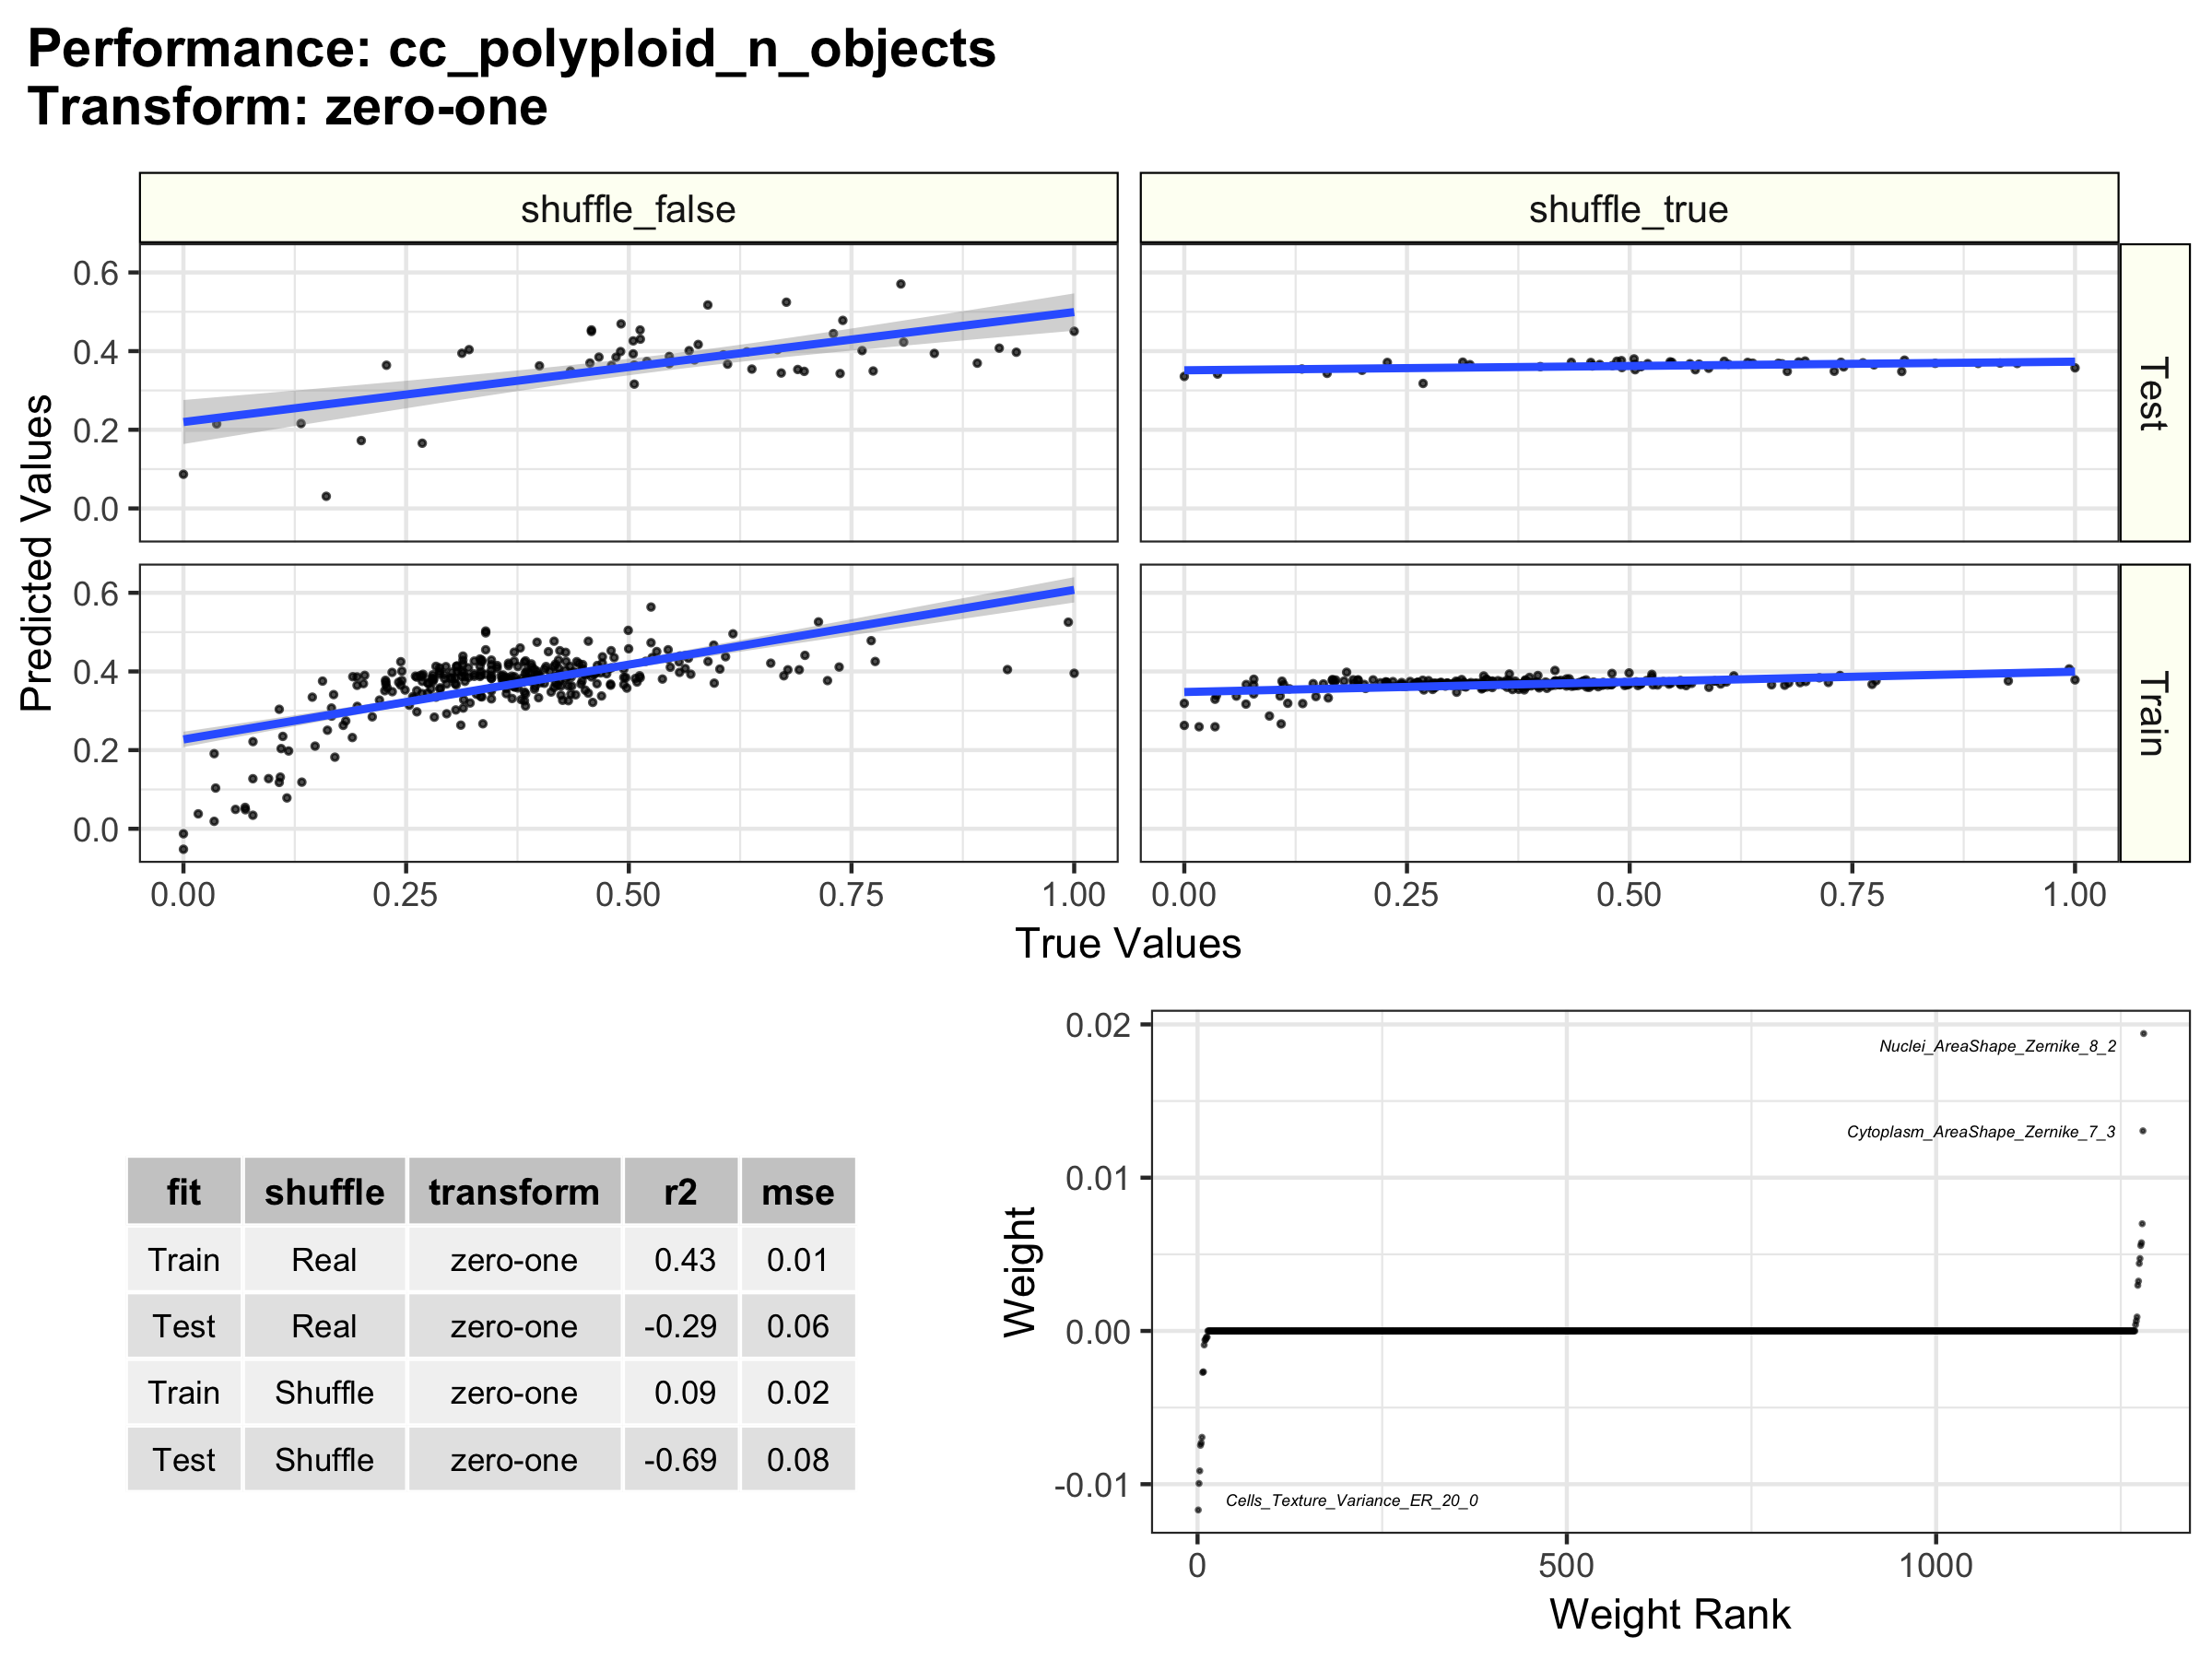 Performance: cc_polyploid_n_objects
Transform: zero-one
shuffle_false
shuffle_true
Predicted Values
0.6
0.4
0.2
0.0
Test
0.6
0.4
0.2
0.0
Train
0.00 0.25 0.50 0.75 1.00
0.00 0.25 0.50 0.75 1.00
True Values
fit shuffle transform r2 mse
Train Real zero-one 0.43 0.01
Test Real zero-one -0.29 0.06
Train Shuffle zero-one 0.09 0.02
Test Shuffle zero-one -0.69 0.08
Weight
0.02
0.01
0.00
-0.01
Nuclei_AreaShape_Zernike_8_2
Cytoplasm_AreaShape_Zernike_7_3
Cells_Texture_Variance_ER_20_0
0 500 1000
Weight Rank